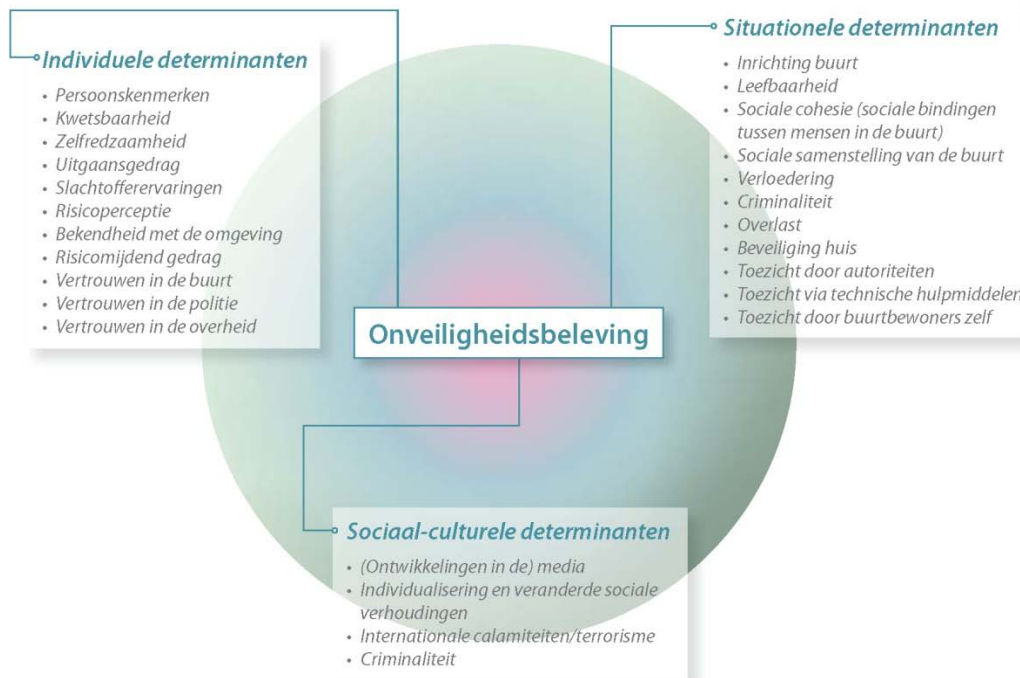 Individuele determinanten
• Persoonskenmerken
• Kwetsbaarheid
• Zelfredzaamheid
• Uitgaansgedrag
• Slachtofferervaringen
• Risicoperceptie
• Bekendheid met de omgeving
• Risicomijdend gedrag
• Vertrouwen in de buurt
• Vertrouwen in de politie
• Vertrouwen in de overheid
Situationele determinanten
• Inrichting buurt
• Leefbaarheid
• Sociale cohesie (sociale bindingen
tussen mensen in de buurt)
• Sociale samenstelling van de buurt
• Verloedering
• Criminaliteit
• Overlast
• Beveiliging huis
• Toezicht door autoriteiten
• Toezicht via technische hulpmiddelen
• Toezicht door buurtbewoners zelf
Onveiligheidsbeleving
Sociaal-culturele determinanten
• (Ontwikkelingen in de) media
• Individualisering en veranderde sociale
verhoudingen
• Internationale calamiteiten/terrorisme
• Criminaliteit